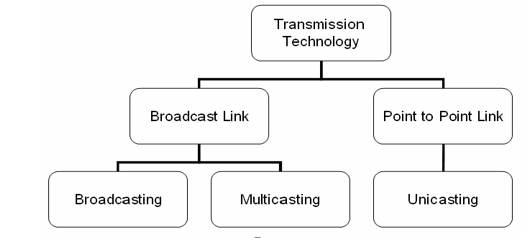 Transmission
Technology
Broadcast Link
Point to Point Link
Broadcasting
Multicasting
Unicasting